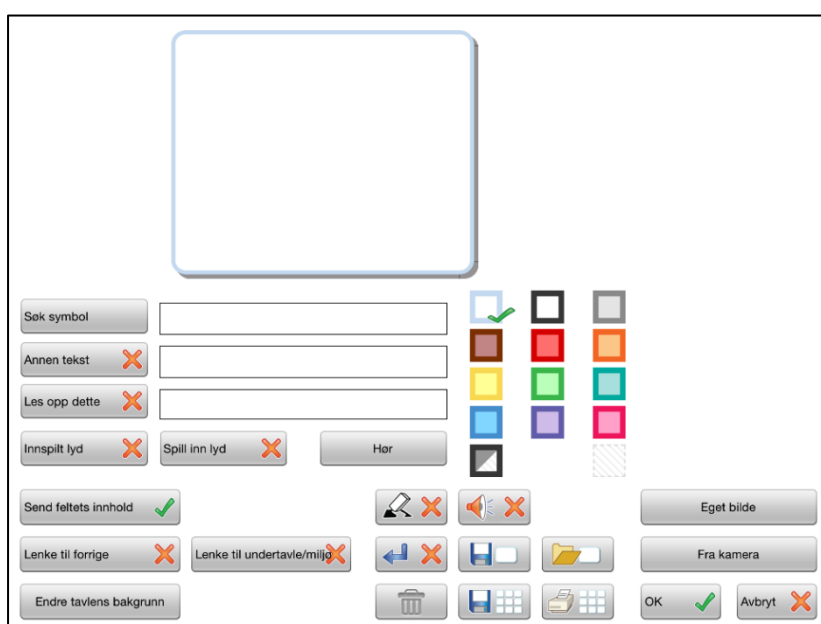 Søk symbol
Annen tekst
Les opp dette
Innspilt lyd
Spill inn lyd
Hør
Send feltets innhold
Eget bilde
Lenke til forrige
Lenke til undertavle/miljø
Fra kamera
Endre tavlens bakgrunn
OK
Avbryt